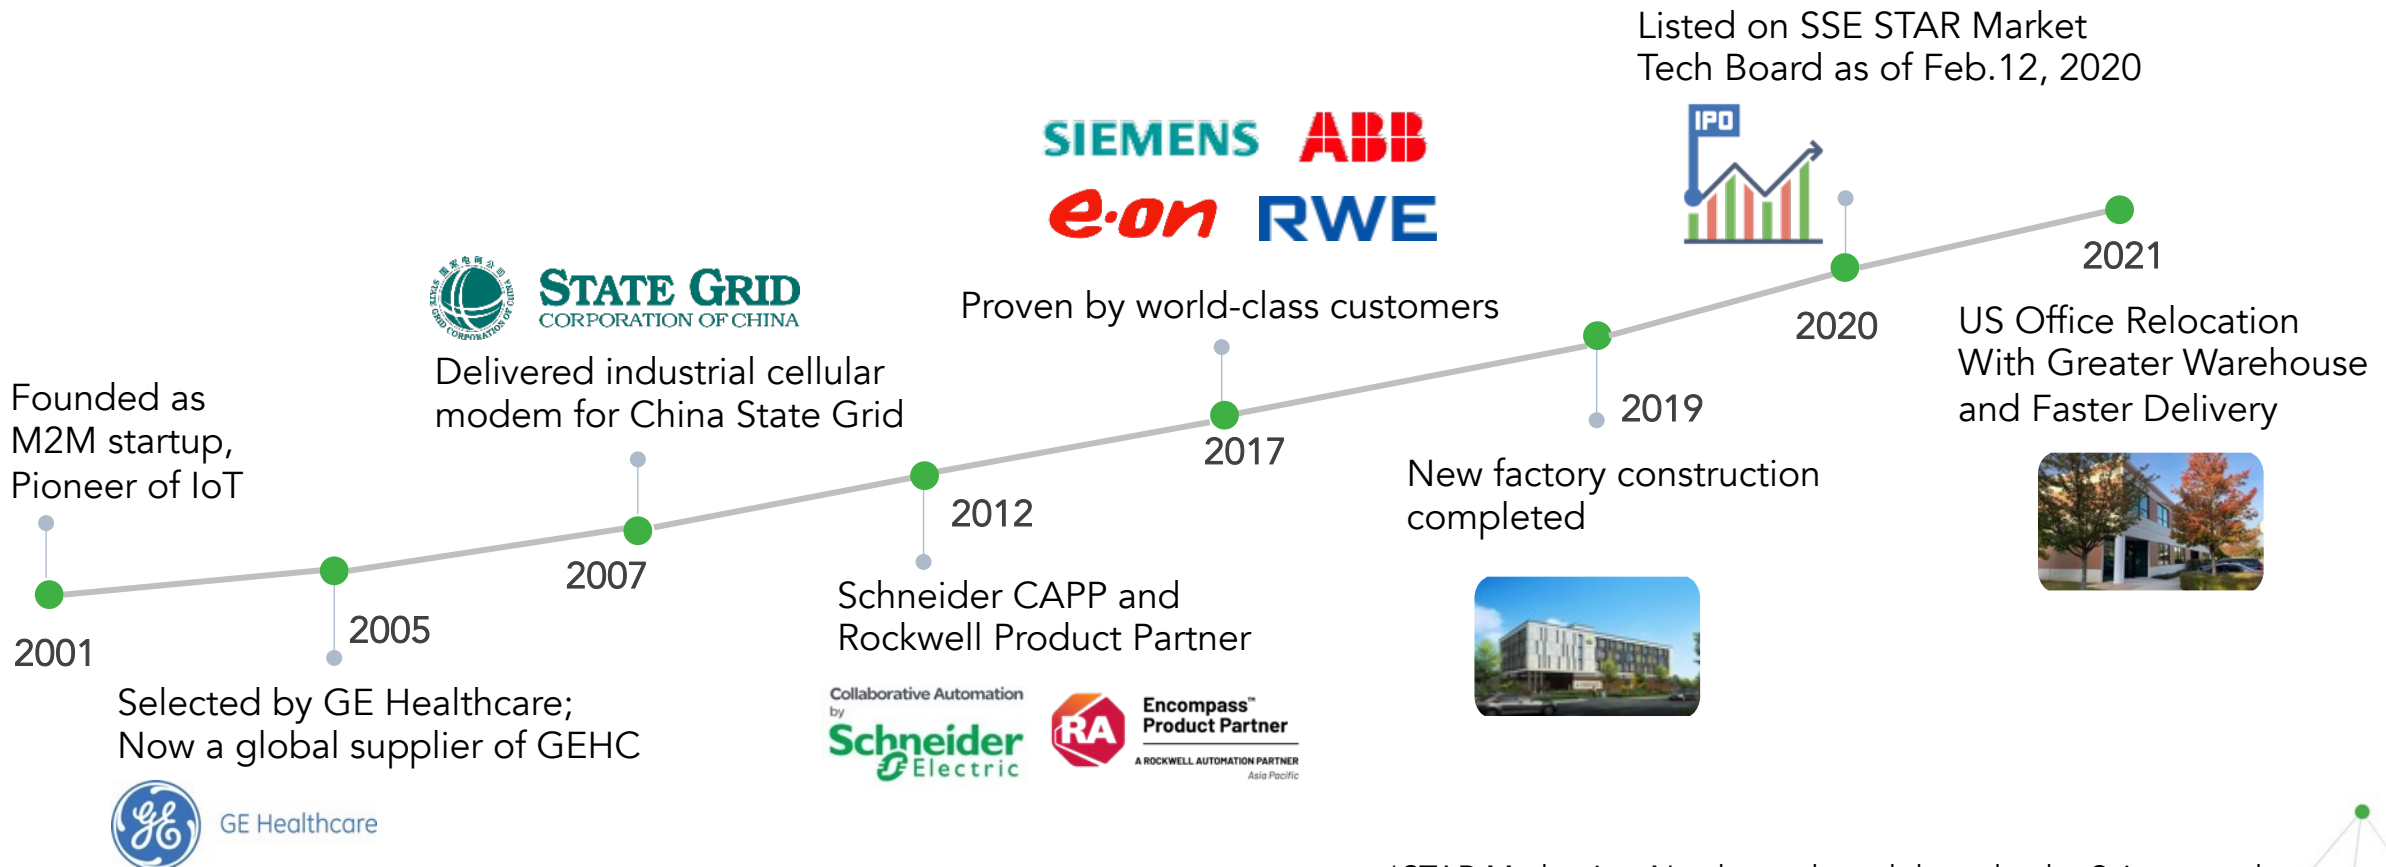 Founded as
M2M startup,
Pioneer of IoT
2001
2005
Selected by GE Healthcare;
Now a global supplier of GEHC
GE Healthcare
STATE GRID
CORPORATION OF CHINA
Delivered industrial cellular
modem for China State Grid
2007
2012
Schneider CAPP and
Rockwell Product Partner
Collaborative Automation
by
Schneider
Electric
RA
Encompass™
Product Partner
A ROCKWELL AUTOMATION PARTNER
Asia Pacific
SIEMENS ABB
e·on RWE
Proven by world-class customers
2017
2019
New factory construction
completed
Listed on SSE STAR Market
Tech Board as of Feb.12, 2020
IPO
2020
2021
US Office Relocation
With Greater Warehouse
and Faster Delivery